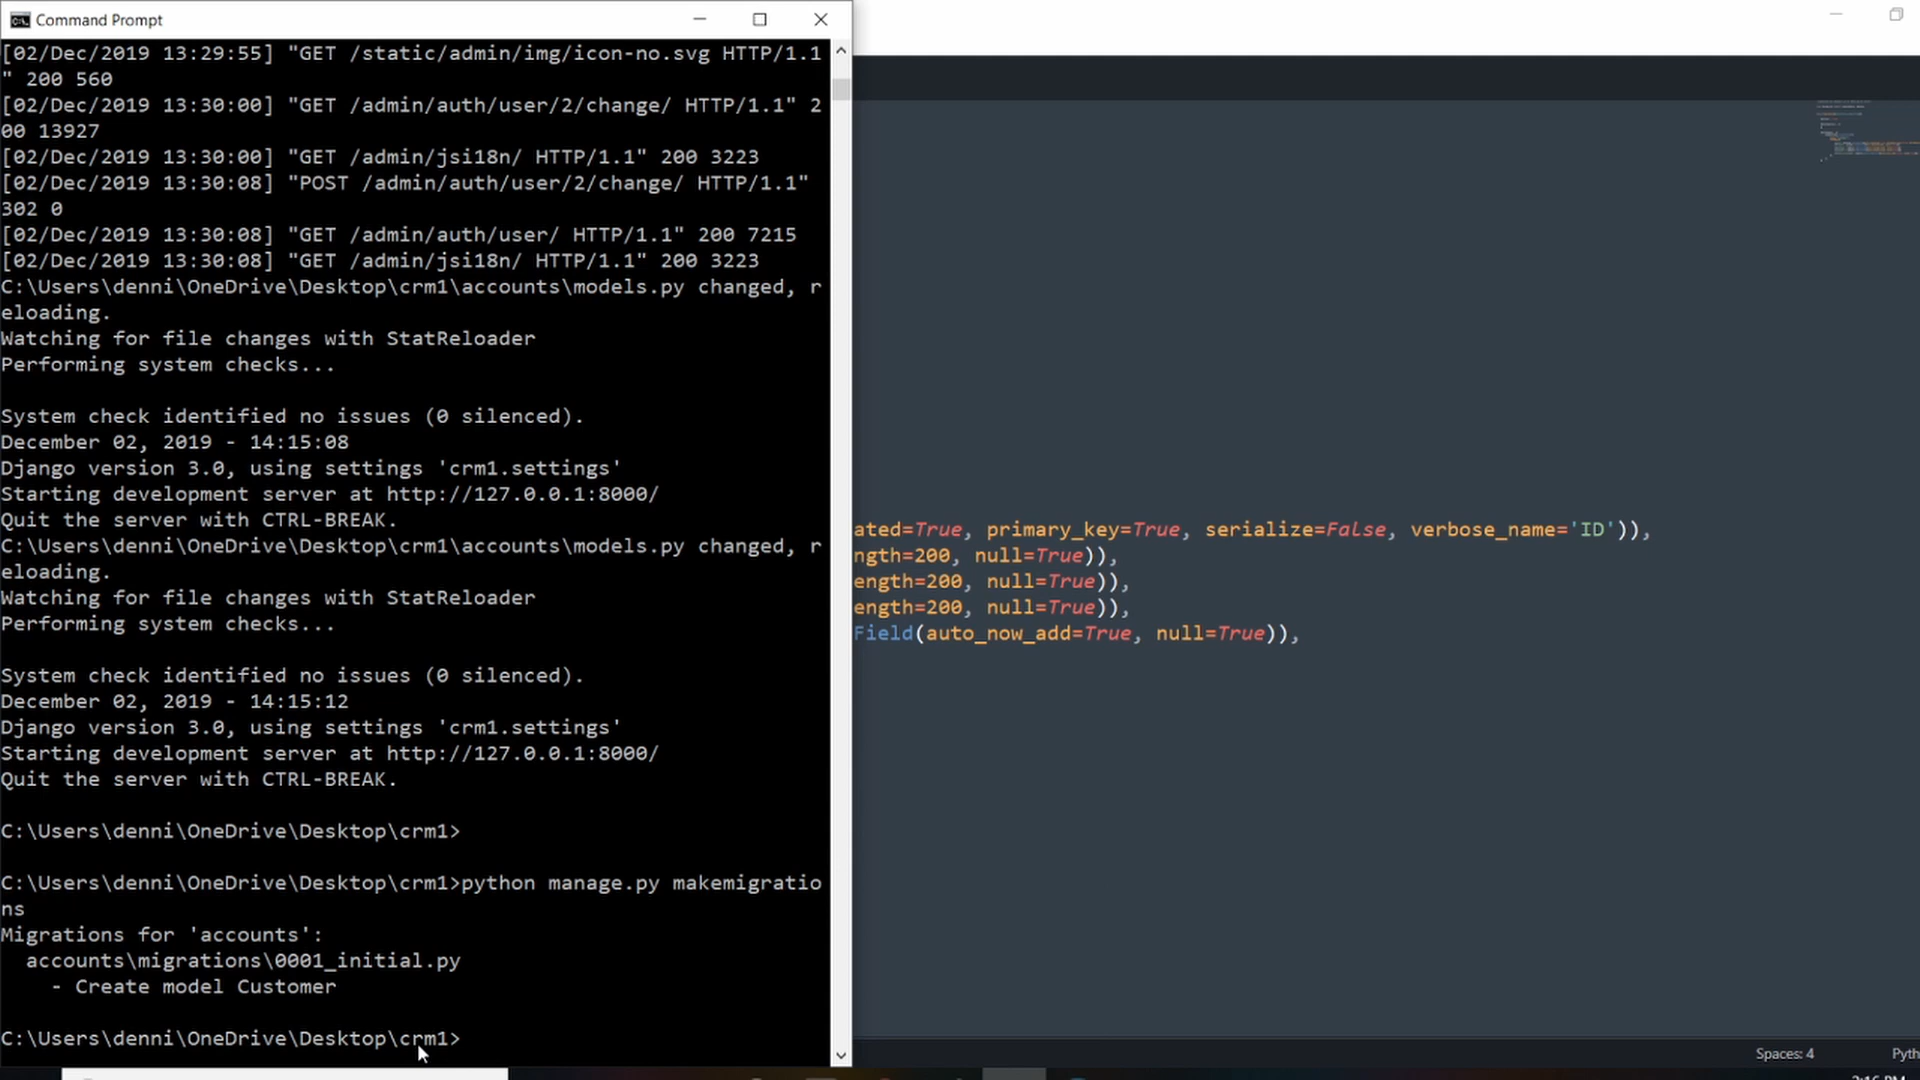 Command Prompt
[02/Dec/2019 13:29:55] "GET /static/admin/img/icon-no.svg HTTP/1.1
" 200 560
[02/Dec/2019 13:30:00] "GET /admin/auth/user/2/change/ HTTP/1.1" 2
00 13927
[02/Dec/2019 13:30:00] "GET /admin/jsi18n/ HTTP/1.1" 200 3223
[02/Dec/2019 13:30:08] "POST /admin/auth/user/2/change/ HTTP/1.1"
302 0
[02/Dec/2019 13:30:08] "GET /admin/auth/user/ HTTP/1.1" 200 7215
[02/Dec/2019 13:30:08] "GET /admin/jsi18n/ HTTP/1.1" 200 3223
C:\Users\denni\OneDrive\Desktop\crm1\accounts\models.py changed, r
eloading.
Watching for file changes with StatReloader
Performing system checks...
System check identified no issues (0 silenced).
December 02, 2019 - 14:15:08
Django version 3.0, using settings 'crm1.settings'
Starting development server at http://127.0.0.1:8000/
Quit the server with CTRL-BREAK.
C:\Users\denni\OneDrive\Desktop\crm1\accounts\models.py changed, r
eloading.
Watching for file changes with StatReloader
Performing system checks...
System check identified no issues (0 silenced).
December 02, 2019 - 14:15:12
Django version 3.0, using settings 'crm1.settings'
Starting development server at http://127.0.0.1:8000/
Quit the server with CTRL-BREAK.
C:\Users\denni\OneDrive\Desktop\crm1>
C:\Users\denni\OneDrive\Desktop\crm1>python manage.py makemigratio
ns
Migrations for 'accounts':
accounts\migrations\0001_initial.py
- Create model Customer
C:\Users\denni\OneDrive\Desktop\crm1>
ated=True, primary_key=True, serialize=False, verbose_name='ID')),
ngth=200, null=True)),
ength=200, null=True)),
ength=200, null=True)),
Field(auto_now_add=True, null=True)),
Spaces: 4
Pyth